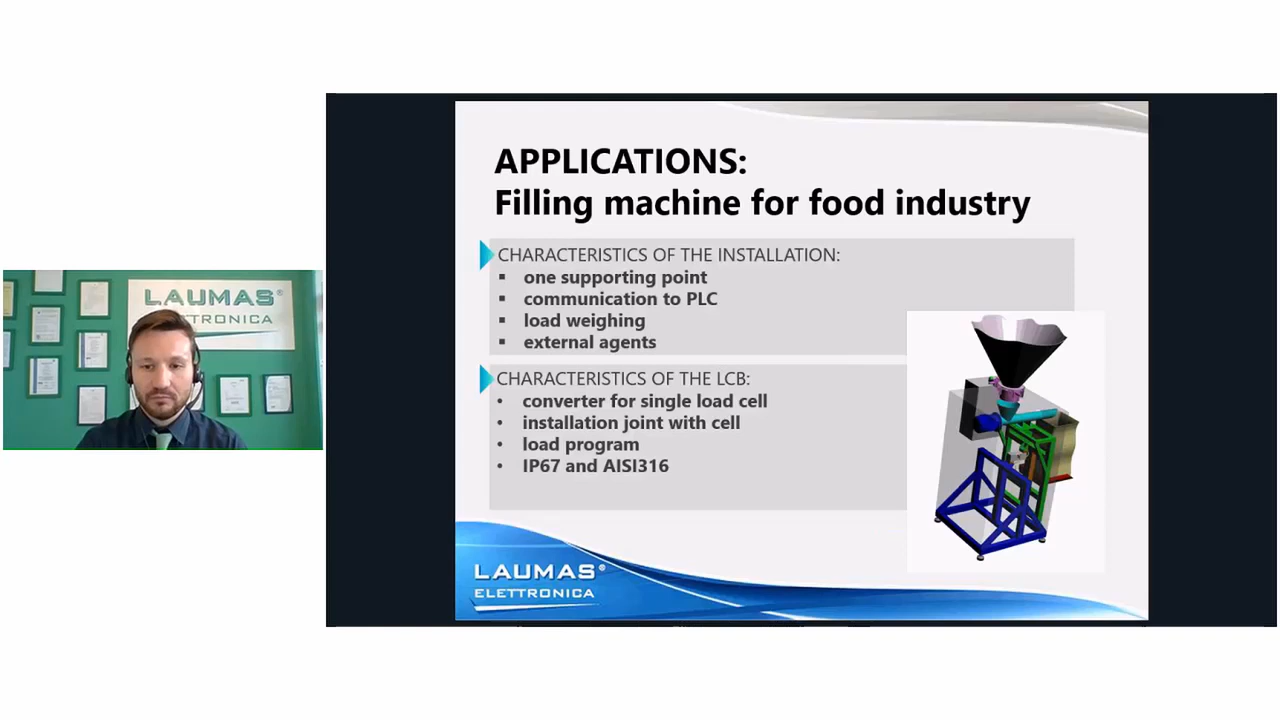 LAUMAS®
ELETTRONICA
APPLICATIONS:
Filling machine for food industry
CHARACTERISTICS OF THE INSTALLATION:
▪ one supporting point
▪ communication to PLC
▪ load weighing
▪ external agents
CHARACTERISTICS OF THE LCB:
• converter for single load cell
• installation joint with cell
• load program
• IP67 and AISI316
LAUMAS®
ELETTRONICA